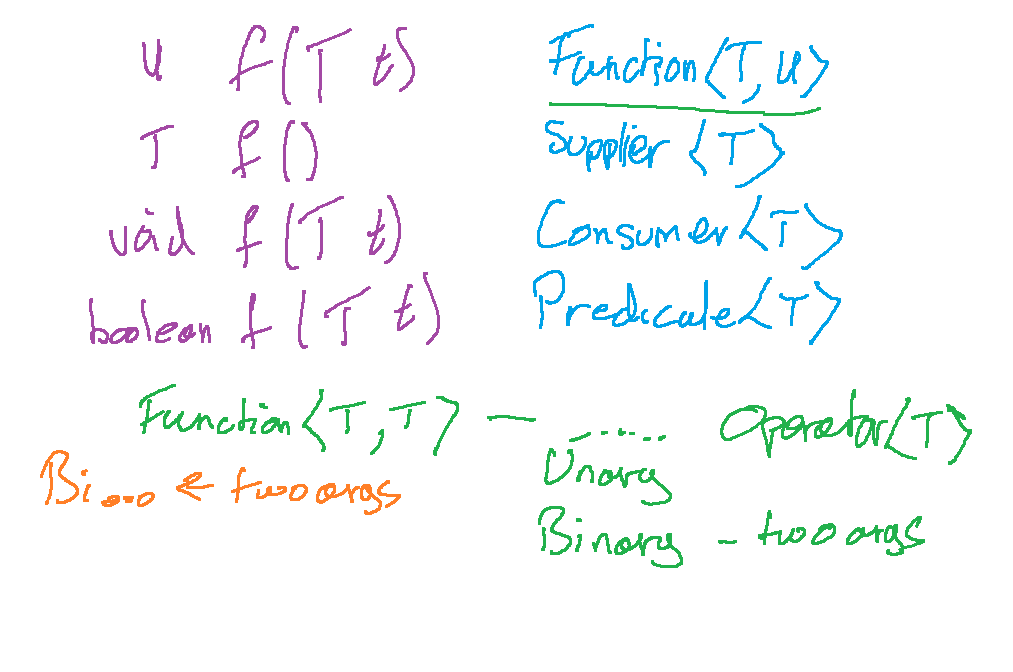 U f(T t) Function<T, U>
T f() Supplier<T>
void f(T t) Consumer<T>
boolean f(T t) Predicate<T>
Function<T, T> — ...... Operator<T>
Bi... ← two args Unary
Binary - two args